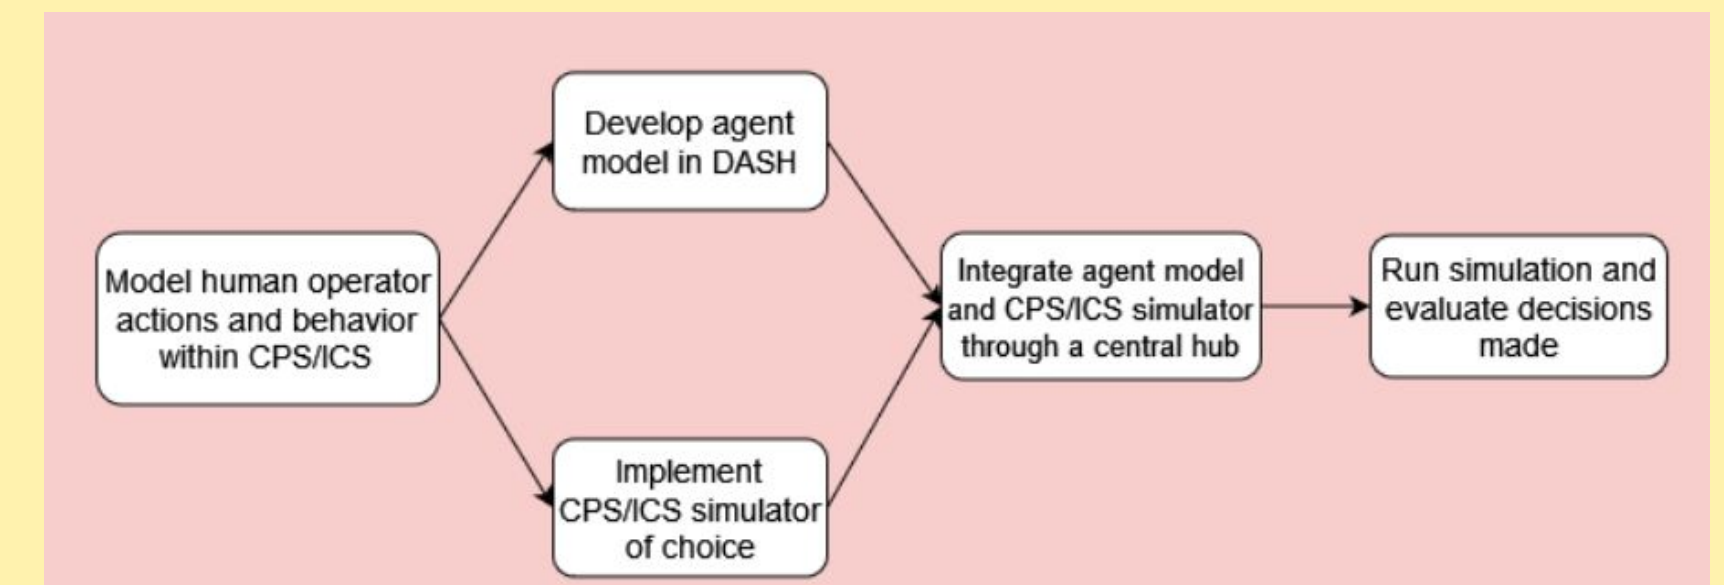 Develop agent
model in DASH
Model human operator
actions and behavior
within CPS/ICS
Integrate agent model
and CPS/ICS simulator
through a central hub
Run simulation and
evaluate decisions
made
Implement
CPS/ICS simulator
of choice